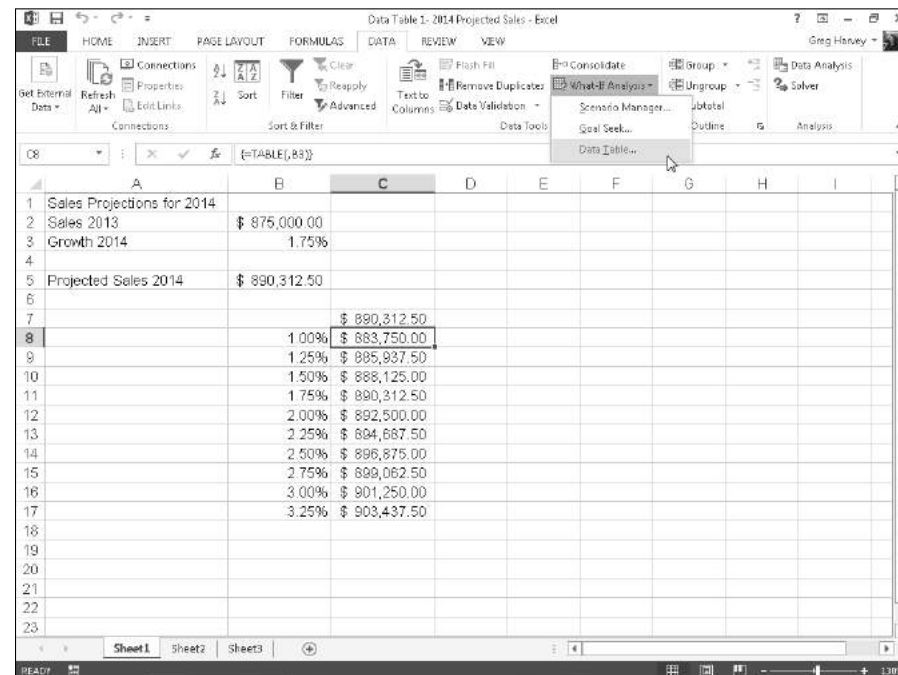 Data Table 1- 2014 Projected Sales - Excel
?
FILE HOME INSERT PAGE LAYOUT FORMULAS DATA REVIEW VIEW Greg Harvey
Get External Data
Refresh All
Connections
Properties
Edit Links
Connections
Sort
Filter
Clear
Reapply
Advanced
Sort & Filter
Text to Columns
Flash Fill
Remove Duplicates
Data Validation
Data Tools
Consolidate
What-If Analysis
Scenario Manager...
Goal Seek...
Data Table...
Group
Ungroup
Subtotal
Outline
Data Analysis
Solver
Analysis
C8 fx {=TABLE(,B3)}
A B C D E F G H I
1 Sales Projections for 2014
2 Sales 2013 $ 875,000.00
3 Growth 2014 1.75%
4
5 Projected Sales 2014 $ 890,312.50
6
7 $ 890,312.50
8 1.00% $ 883,750.00
9 1.25% $ 885,937.50
10 1.50% $ 888,125.00
11 1.75% $ 890,312.50
12 2.00% $ 892,500.00
13 2.25% $ 894,687.50
14 2.50% $ 896,875.00
15 2.75% $ 899,062.50
16 3.00% $ 901,250.00
17 3.25% $ 903,437.50
18
19
20
21
22
23
Sheet1 Sheet2 Sheet3
READY - + 130